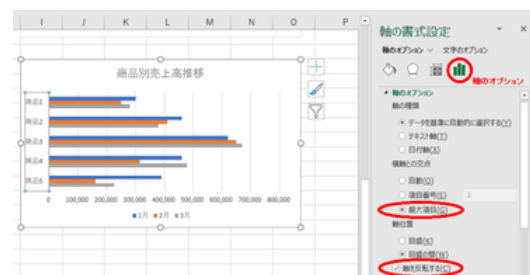 I J K L M N O P
軸の書式設定
軸のオプション 文字のオプション
軸のオプション
商品別売上高推移
商品1
商品2
商品3
商品4
商品5
0 100,000 200,000 300,000 400,000 500,000 600,000 700,000 800,000
1月 2月 3月
軸のオプション
軸の種類
データを基準に自動的に選択する(Y)
テキスト軸(T)
日付軸(X)
横軸との交点
自動(O)
項目番号(E) 1
最大項目(G)
軸位置
目盛(K)
目盛の間(W)
軸を反転する(C)